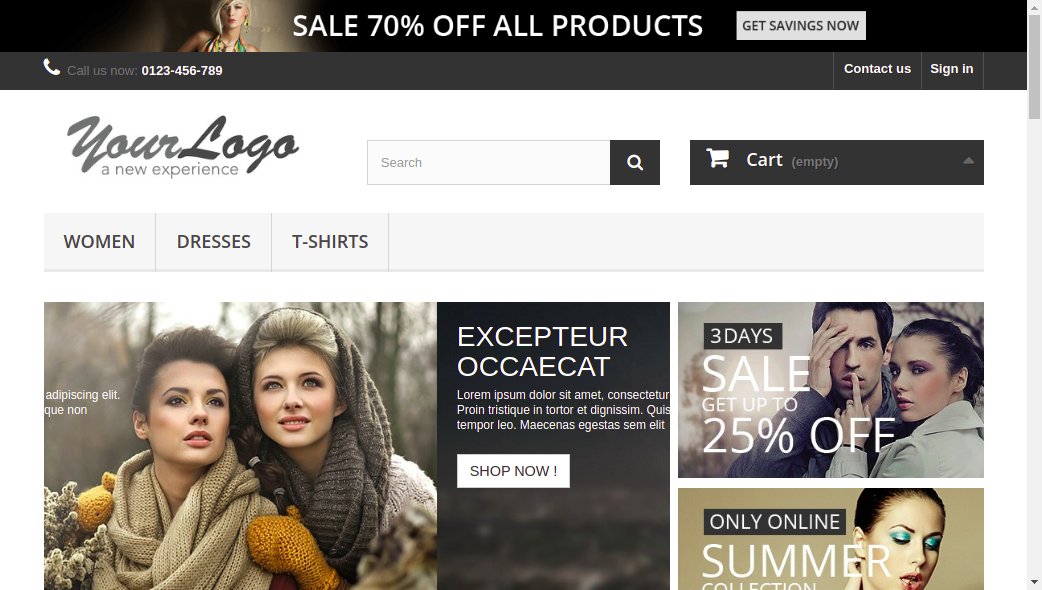 SALE 70% OFF ALL PRODUCTS
GET SAVINGS NOW
Call us now: 0123-456-789
Contact us
Sign in
YourLogo
a new experience
Search
Cart (empty)
WOMEN
DRESSES
T-SHIRTS
adipiscing elit.
que non
EXCEPTEUR
OCCAECAT
Lorem ipsum dolor sit amet, consectetur
Proin tristique in tortor et dignissim. Quis
tempor leo. Maecenas egestas sem elit
SHOP NOW !
3 DAYS
SALE
GET UP TO
25% OFF
ONLY ONLINE
SUMMER
COLLECTION